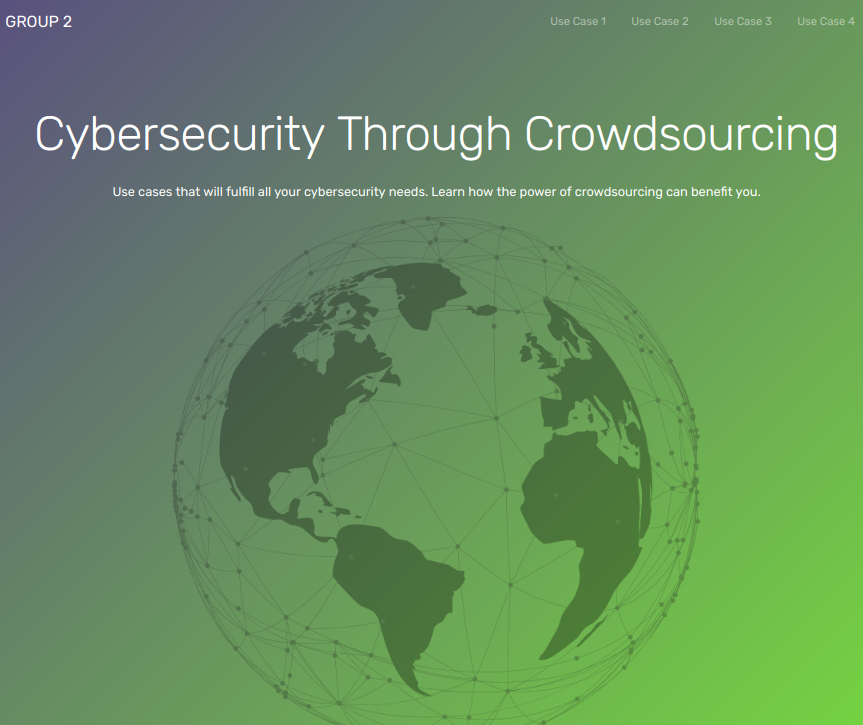 GROUP 2
Use Case 1
Use Case 2
Use Case 3
Use Case 4
Cybersecurity Through Crowdsourcing
Use cases that will fulfill all your cybersecurity needs. Learn how the power of crowdsourcing can benefit you.